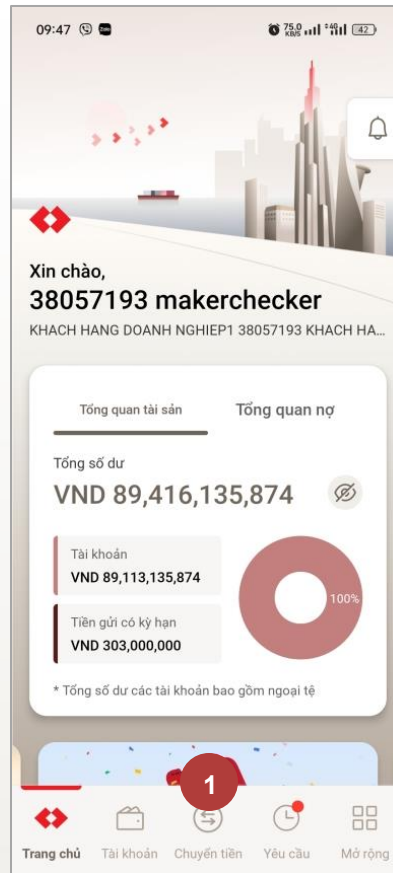 09:47 Zalo 75.0 KB/S 4G 42
Xin chào,
38057193 makerchecker
KHACH HANG DOANH NGHIEP1 38057193 KHACH HA...
Tổng quan tài sản Tổng quan nợ
Tổng số dư
VND 89,416,135,874
Tài khoản
VND 89,113,135,874
100%
Tiền gửi có kỳ hạn
VND 303,000,000
* Tổng số dư các tài khoản bao gồm ngoại tệ
1
Trang chủ Tài khoản Chuyển tiền Yêu cầu Mở rộng